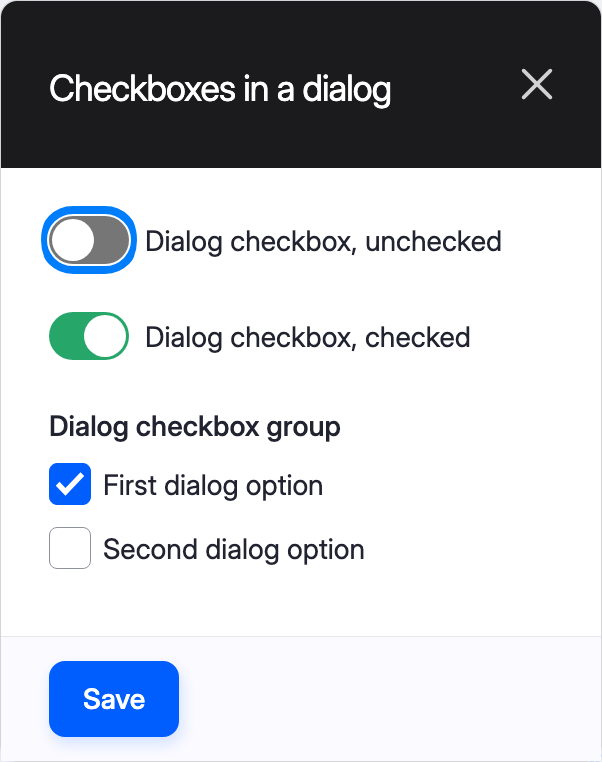 Checkboxes in a dialog
Dialog checkbox, unchecked
Dialog checkbox, checked
Dialog checkbox group
First dialog option
Second dialog option
Save